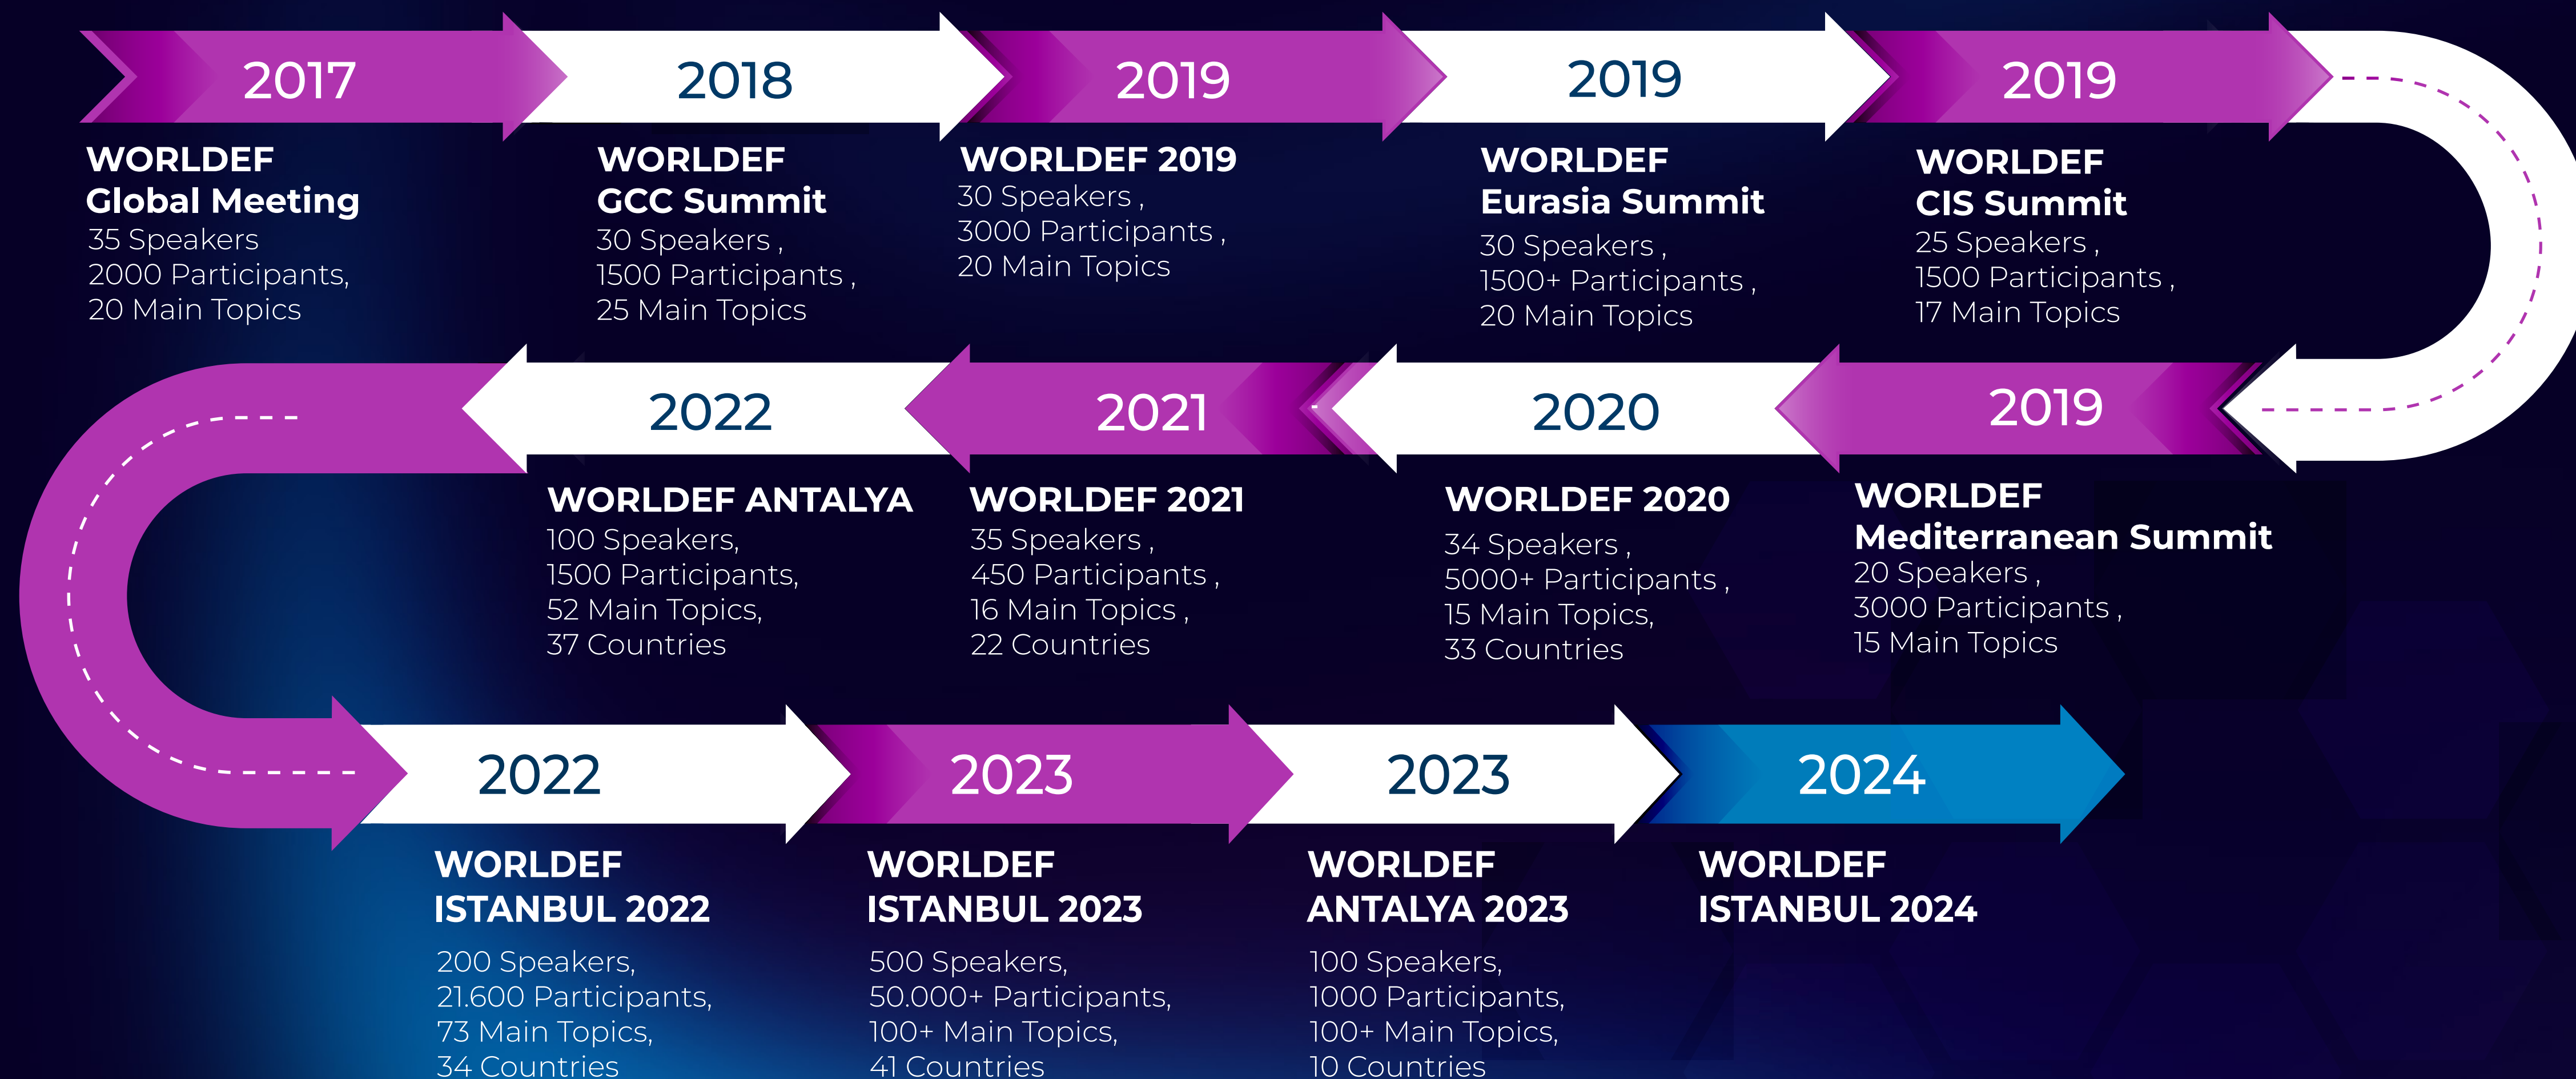 2017
WORLDEF
Global Meeting
35 Speakers
2000 Participants,
20 Main Topics
2018
WORLDEF
GCC Summit
30 Speakers ,
1500 Participants ,
25 Main Topics
2019
WORLDEF 2019
30 Speakers ,
3000 Participants ,
20 Main Topics
2019
WORLDEF
Eurasia Summit
30 Speakers ,
1500+ Participants ,
20 Main Topics
2019
WORLDEF
CIS Summit
25 Speakers ,
1500 Participants ,
17 Main Topics
2019
WORLDEF
Mediterranean Summit
20 Speakers ,
3000 Participants ,
15 Main Topics
2020
WORLDEF 2020
34 Speakers ,
5000+ Participants ,
15 Main Topics,
33 Countries
2021
WORLDEF 2021
35 Speakers ,
450 Participants ,
16 Main Topics ,
22 Countries
2022
WORLDEF ANTALYA
100 Speakers,
1500 Participants,
52 Main Topics,
37 Countries
2022
WORLDEF
ISTANBUL 2022
200 Speakers,
21.600 Participants,
73 Main Topics,
34 Countries
2023
WORLDEF
ISTANBUL 2023
500 Speakers,
50.000+ Participants,
100+ Main Topics,
41 Countries
2023
WORLDEF
ANTALYA 2023
100 Speakers,
1000 Participants,
100+ Main Topics,
10 Countries
2024
WORLDEF
ISTANBUL 2024